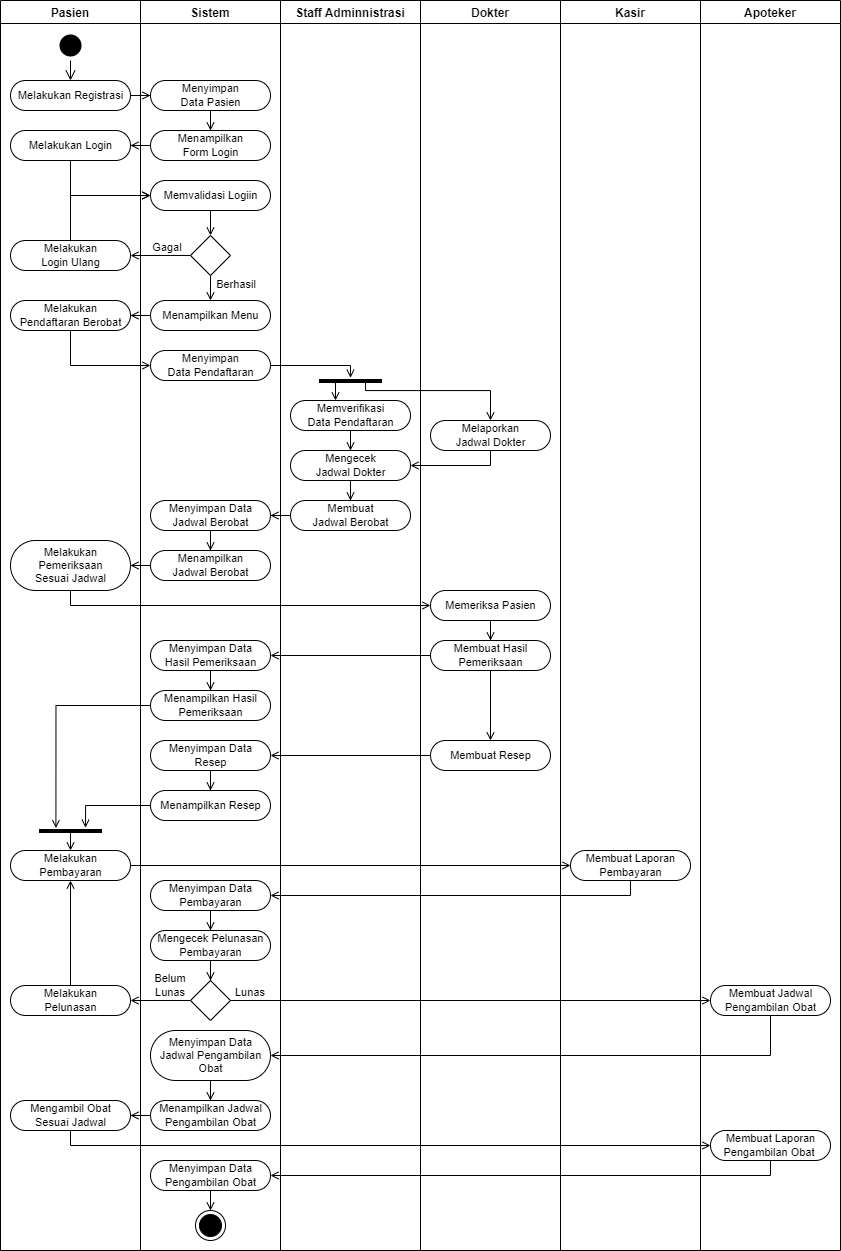 Pasien
Sistem
Staff Adminnistrasi
Dokter
Kasir
Apoteker
Melakukan Registrasi
Menyimpan
Data Pasien
Melakukan Login
Menampilkan
Form Login
Memvalidasi Logiin
Melakukan
Login Ulang
Gagal
Berhasil
Melakukan
Pendaftaran Berobat
Menampilkan Menu
Menyimpan
Data Pendaftaran
Memverifikasi
Data Pendaftaran
Melaporkan
Jadwal Dokter
Mengecek
Jadwal Dokter
Menyimpan Data
Jadwal Berobat
Membuat
Jadwal Berobat
Melakukan
Pemeriksaan
Sesuai Jadwal
Menampilkan
Jadwal Berobat
Memeriksa Pasien
Menyimpan Data
Hasil Pemeriksaan
Membuat Hasil
Pemeriksaan
Menampilkan Hasil
Pemeriksaan
Menyimpan Data
Resep
Membuat Resep
Menampilkan Resep
Melakukan
Pembayaran
Membuat Laporan
Pembayaran
Menyimpan Data
Pembayaran
Mengecek Pelunasan
Pembayaran
Melakukan
Pelunasan
Belum
Lunas
Lunas
Membuat Jadwal
Pengambilan Obat
Menyimpan Data
Jadwal Pengambilan
Obat
Mengambil Obat
Sesuai Jadwal
Menampilkan Jadwal
Pengambilan Obat
Membuat Laporan
Pengambilan Obat
Menyimpan Data
Pengambilan Obat